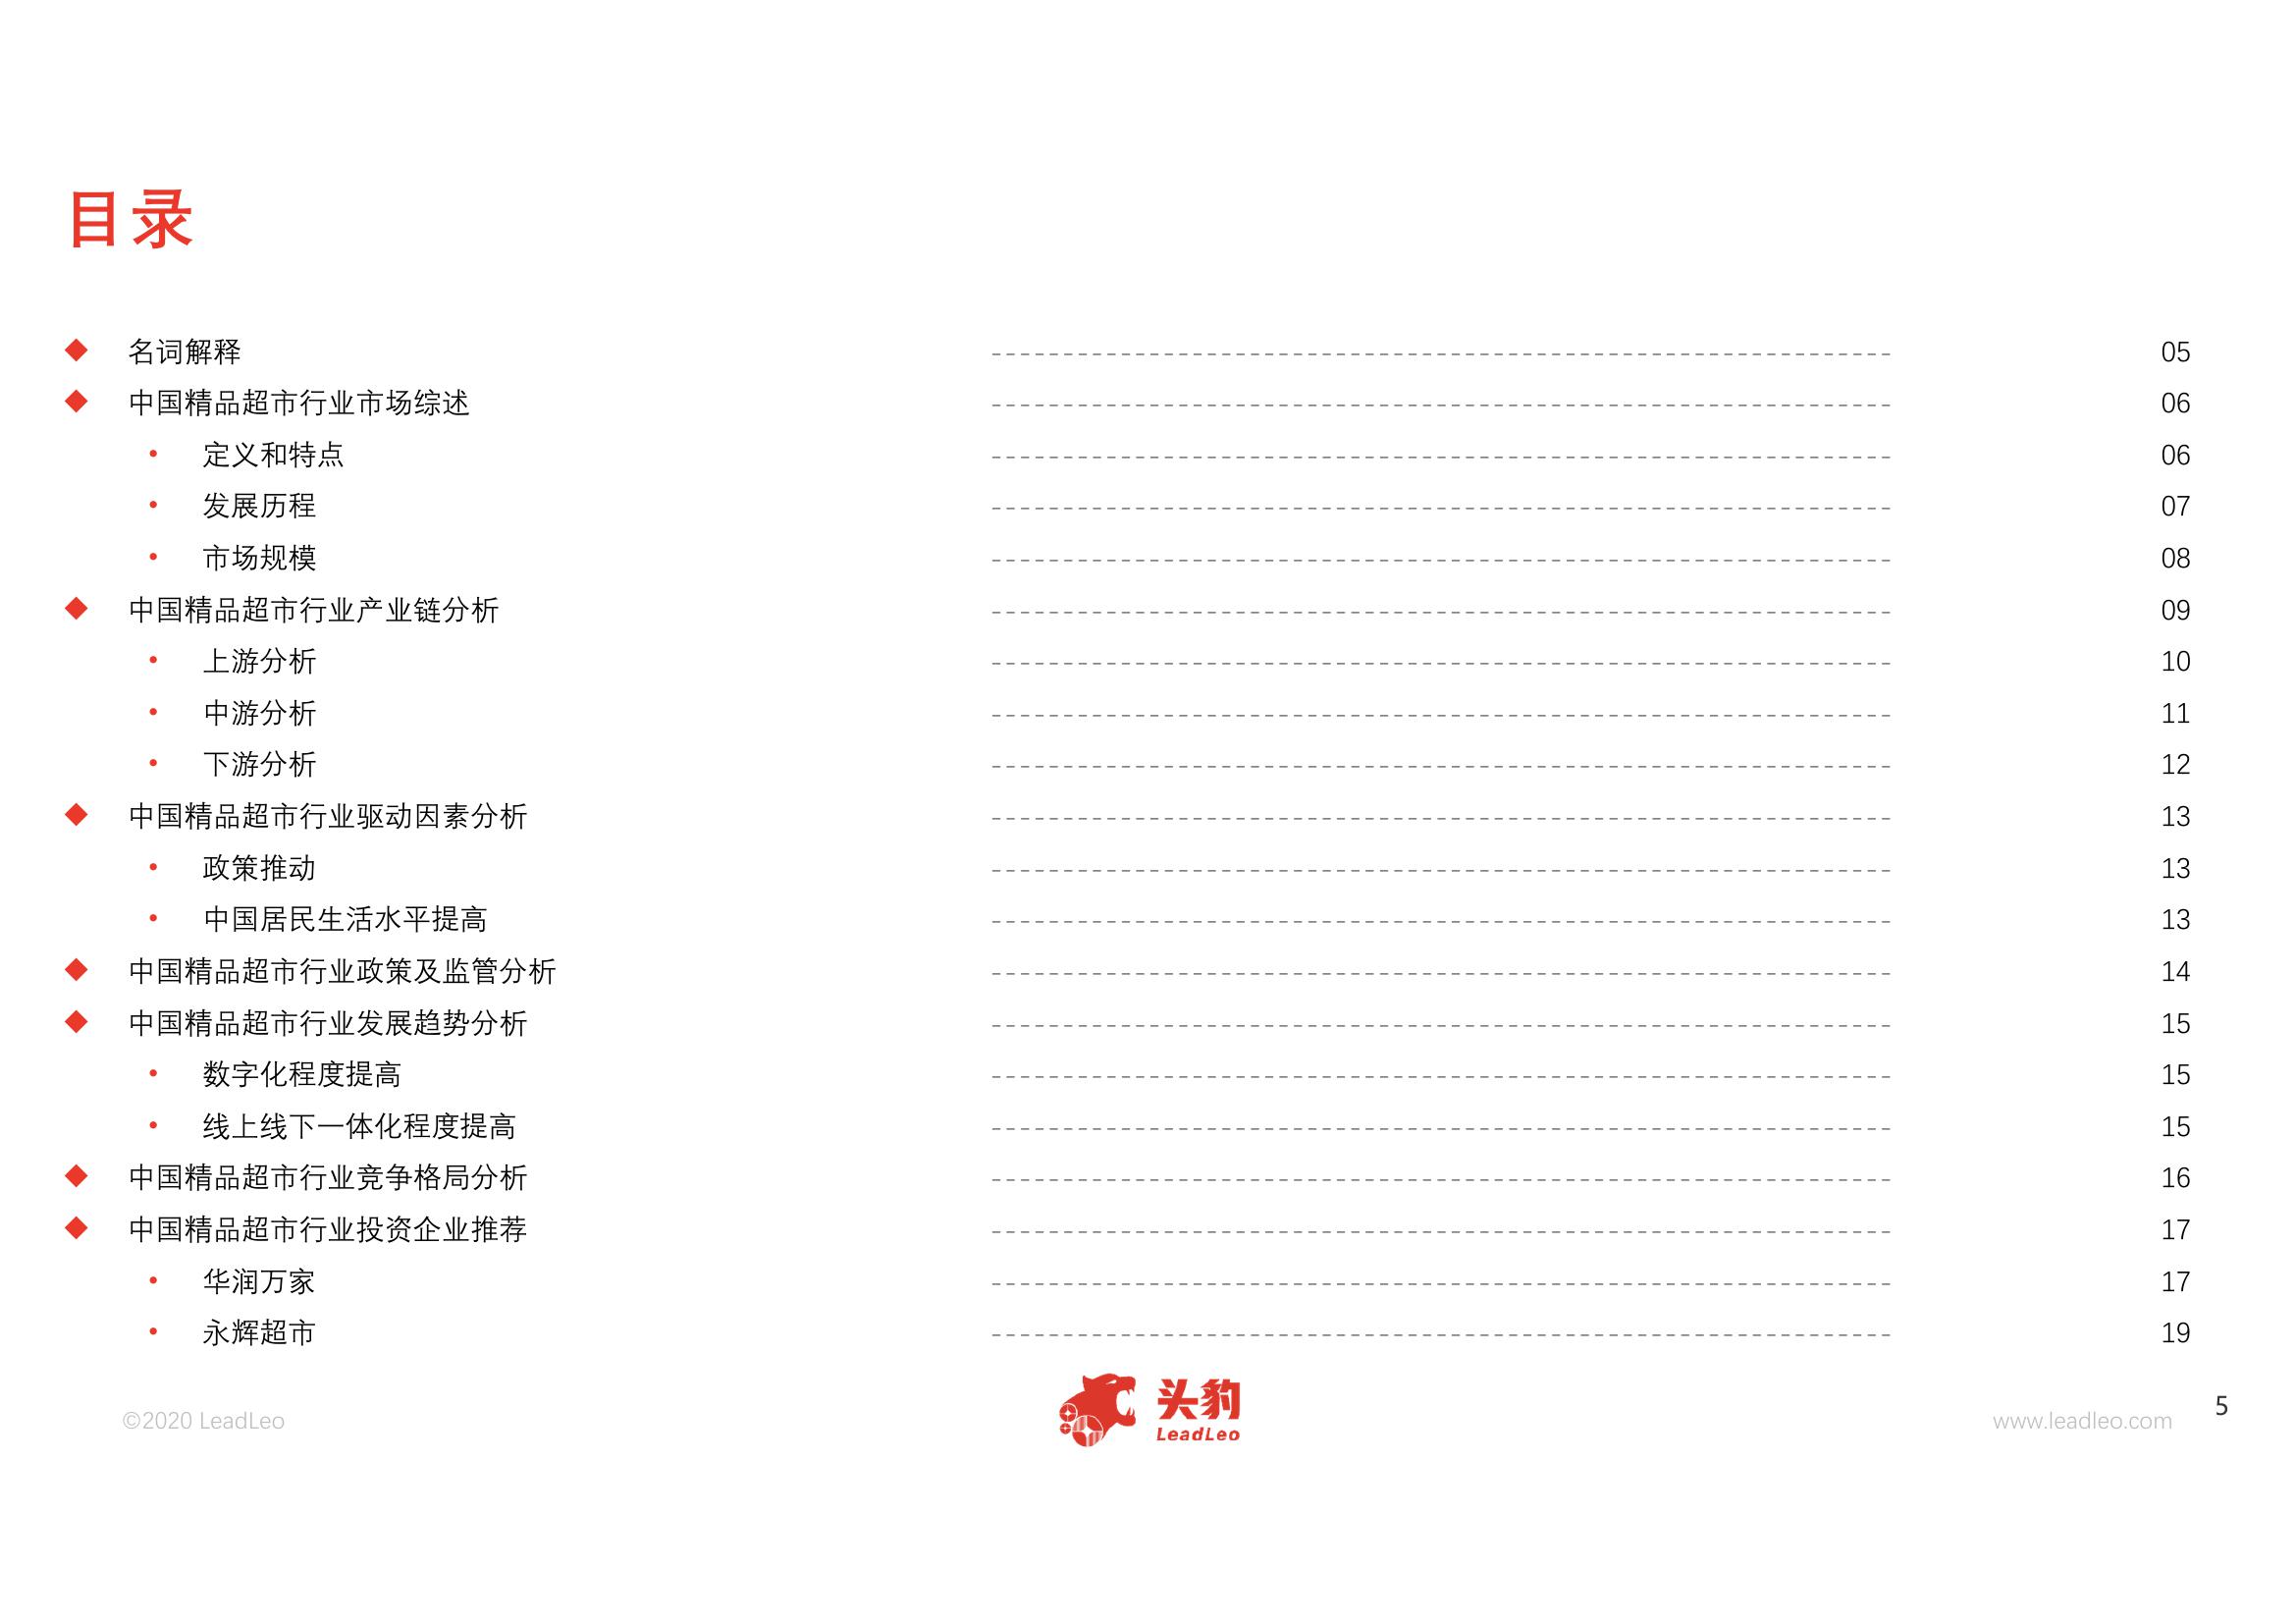 目录
名词解释 05
中国精品超市行业市场综述 06
定义和特点 06
发展历程 07
市场规模 08
中国精品超市行业产业链分析 09
上游分析 10
中游分析 11
下游分析 12
中国精品超市行业驱动因素分析 13
政策推动 13
中国居民生活水平提高 13
中国精品超市行业政策及监管分析 14
中国精品超市行业发展趋势分析 15
数字化程度提高 15
线上线下一体化程度提高 15
中国精品超市行业竞争格局分析 16
中国精品超市行业投资企业推荐 17
华润万家 17
永辉超市 19
©2020 LeadLeo
头豹
LeadLeo
www.leadleo.com
5